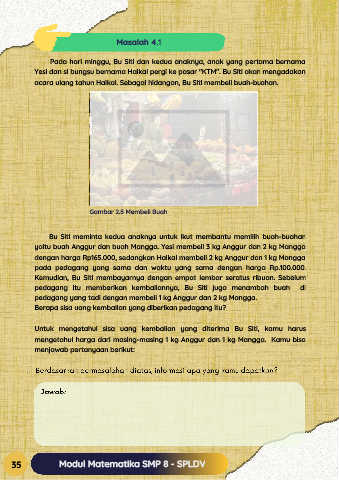 Masalah 4.1
Pada hari minggu, Bu Siti dan kedua anaknya, anak yang pertama bernama
Yesi dan si bungsu bernama Haikal pergi ke pasar "KTM". Bu Siti akan mengadakan
acara ulang tahun Haikal. Sebagai hidangan, Bu Siti membeli buah-buahan.
Gambar 2.5 Membeli Buah
Bu Siti meminta kedua anaknya untuk ikut membantu memilih buah-buahan
yaitu buah Anggur dan buah Mangga. Yesi membeli 3 kg Anggur dan 2 kg Mangga
dengan harga Rp165.000, sedangkan Haikal membeli 2 kg Anggur dan 1 kg Mangga
pada pedagang yang sama dan waktu yang sama dengan harga Rp.100.000.
Kemudian, Bu Siti membayarnya dengan empat lembar seratus ribuan. Sebelum
pedagang itu memberikan kembaliannya, Bu Siti juga menambah buah di
pedagang yang tadi dengan membeli 1 kg Anggur dan 2 kg Mangga.
Berapa sisa uang kembalian yang diberikan pedagang itu?
Untuk mengetahui sisa uang kembalian yang diterima Bu Siti, kamu harus
mengetahui harga dari masing-masing 1 kg Anggur dan 1 kg Mangga. Kamu bisa
menjawab pertanyaan berikut:
Berdasarkan permasalahan diatas, informasi apa yang kamu dapatkan?
Jawab:
35
Modul Matematika SMP 8 - SPLDV